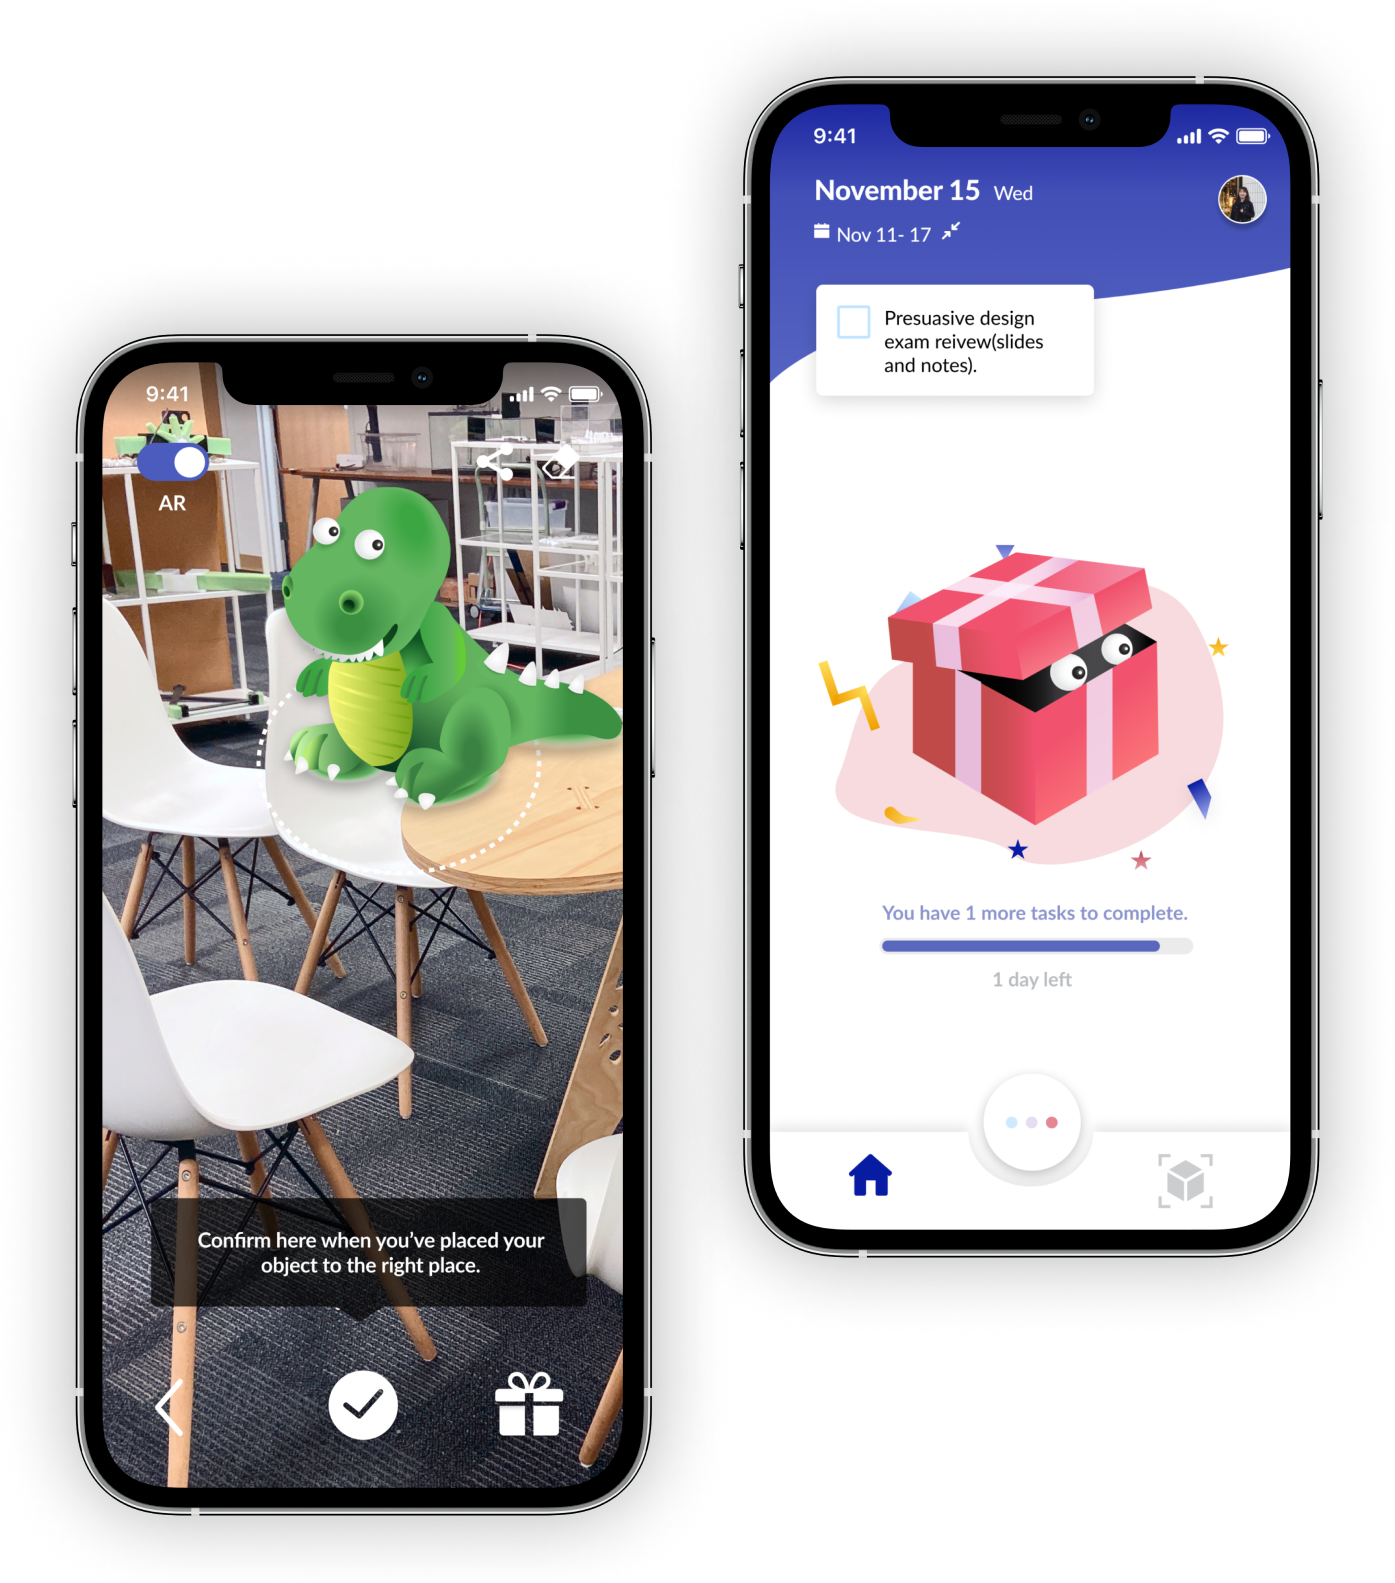 9:41
AR
Confirm here when you've placed your
object to the right place.
9:41
November 15 Wed
Nov 11- 17
Presuasive design
exam reivew(slides
and notes).
You have 1 more tasks to complete.
1 day left